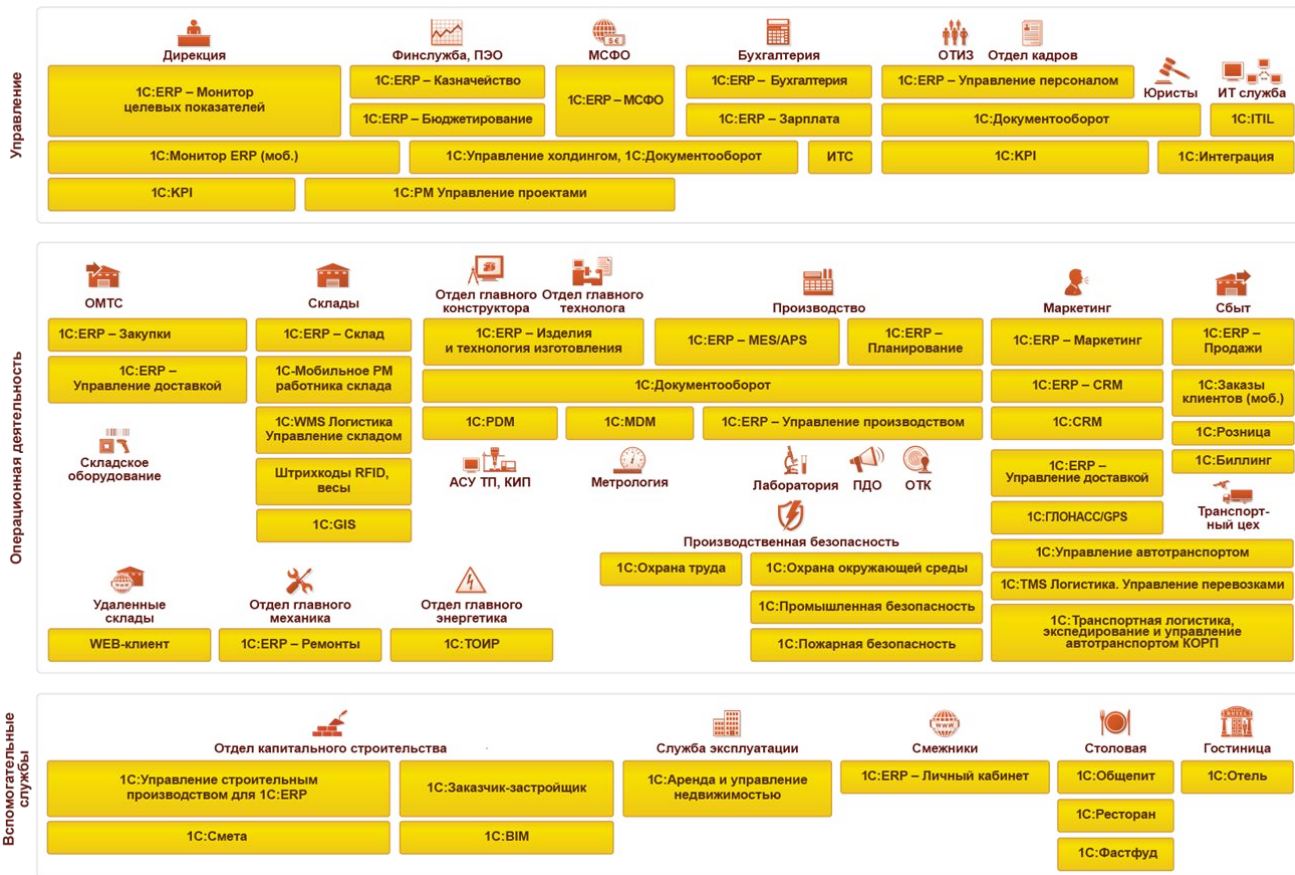 Управление
Дирекция
Финслужба, ПЭО
МСФО
Бухгалтерия
ОТИЗ
Отдел кадров
Юристы
ИТ служба
1С:ERP – Монитор
целевых показателей
1С:ERP – Казначейство
1С:ERP – Бюджетирование
1С:ERP – МСФО
1С:ERP – Бухгалтерия
1С:ERP – Зарплата
1С:ERP – Управление персоналом
1С:Документооборот
1С:ITIL
1С:Монитор ERP (моб.)
1С:Управление холдингом, 1С:Документооборот
ИТС
1С:KPI
1С:Интеграция
1С:KPI
1С:PM Управление проектами
Операционная деятельность
ОМТС
Склады
Отдел главного
конструктора
Отдел главного
технолога
Производство
Маркетинг
Сбыт
1С:ERP – Закупки
1С:ERP –
Управление доставкой
Складское
оборудование
1С:ERP – Склад
1С-Мобильное РМ
работника склада
1С:WMS Логистика
Управление складом
Штрихкоды RFID,
весы
1С:GIS
1С:ERP – Изделия
и технология изготовления
1С:ERP – MES/APS
1С:ERP –
Планирование
1С:Документооборот
1С:PDM
1С:MDM
1С:ERP – Управление производством
АСУ ТП, КИП
Метрология
Лаборатория
ПДО
ОТК
Производственная безопасность
1С:Охрана труда
1С:Охрана окружающей среды
1С:Промышленная безопасность
1С:Пожарная безопасность
1С:ERP – Маркетинг
1С:ERP – CRM
1С:CRM
1С:ERP –
Управление доставкой
1С:ГЛОНАСС/GPS
1С:ERP –
Продажи
1С:Заказы
клиентов (моб.)
1С:Розница
1С:Биллинг
Транспорт-
ный цех
1С:Управление автотранспортом
1С:TMS Логистика. Управление перевозками
1С:Транспортная логистика,
экспедирование и управление
автотранспортом КОРП
Удаленные
склады
WEB-клиент
Отдел главного
механика
1С:ERP – Ремонты
Отдел главного
энергетика
1С:ТОИР
Вспомогательные
службы
Отдел капитального строительства
Служба эксплуатации
Смежники
Столовая
Гостиница
1С:Управление строительным
производством для 1С:ERP
1С:Заказчик-застройщик
1С:Смета
1С:BIM
1С:Аренда и управление
недвижимостью
1С:ERP – Личный кабинет
1С:Общепит
1С:Ресторан
1С:Фастфуд
1С:Отель